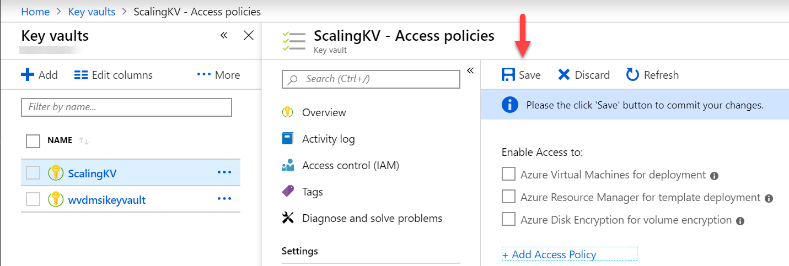 Home > Key vaults > ScalingKV - Access policies
Key vaults
+ Add
Edit columns
••• More
Filter by name...
NAME ↑↓
ScalingKV •••
wvdmsikeyvault •••
ScalingKV - Access policies
Key vault
Search (Ctrl+/)
Overview
Activity log
Access control (IAM)
Tags
Diagnose and solve problems
Settings
Save
Discard
Refresh
Please the click 'Save' button to commit your changes.
Enable Access to:
Azure Virtual Machines for deployment
Azure Resource Manager for template deployment
Azure Disk Encryption for volume encryption
+ Add Access Policy